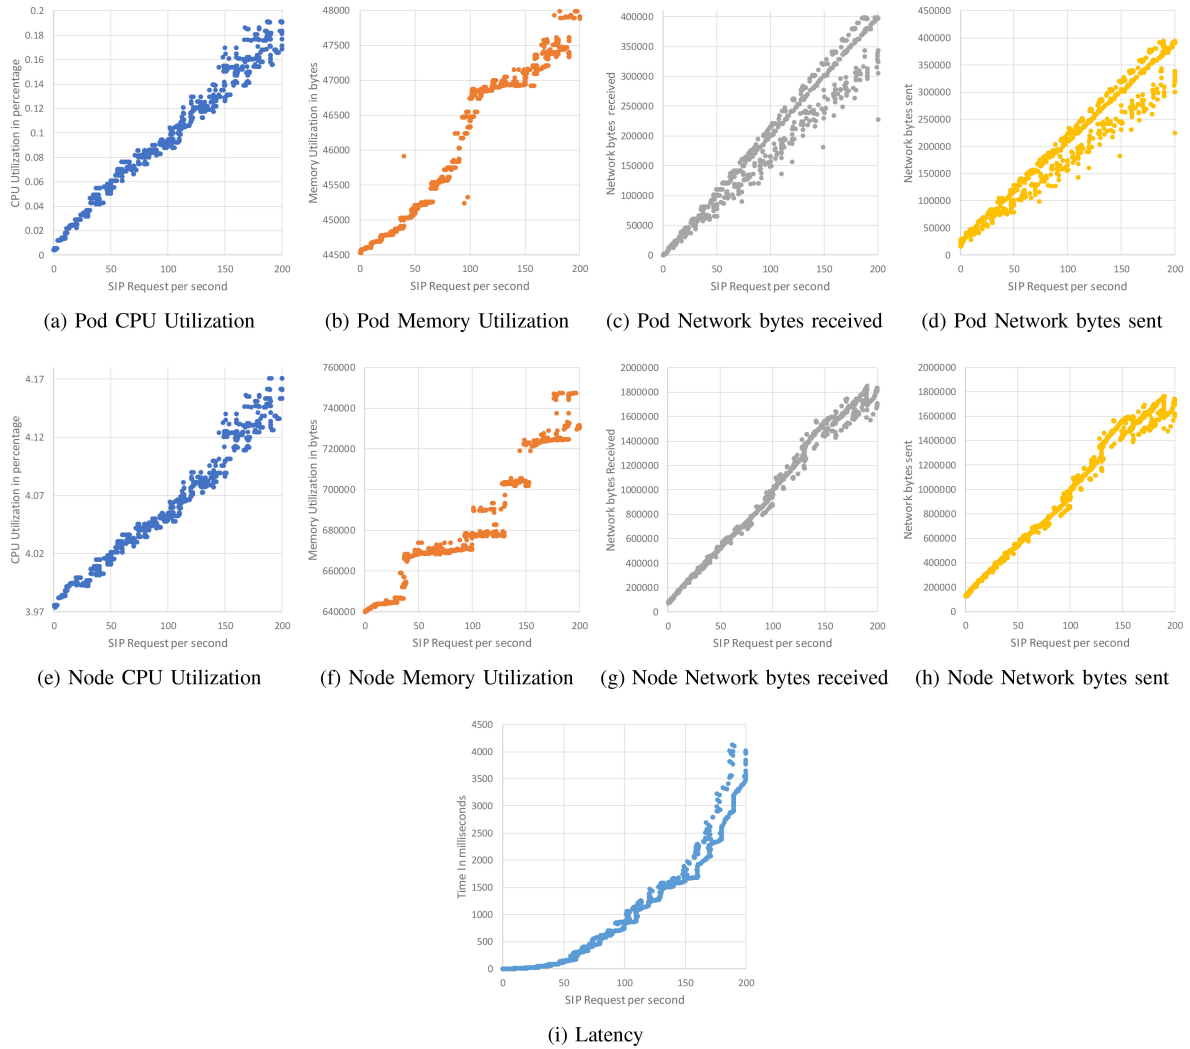 0.2
0.18
0.16
0.14
0.12
0.1
0.08
0.06
0.04
0.02
0
CPU Utilization in percentage
0 50 100 150 200
SIP Request per second
(a) Pod CPU Utilization
48000
47500
47000
46500
46000
45500
45000
44500
Memory Utilization in bytes
0 50 100 150 200
SIP Request per second
(b) Pod Memory Utilization
400000
350000
300000
250000
200000
150000
100000
50000
0
Network bytes received
0 50 100 150 200
SIP Request per second
(c) Pod Network bytes received
450000
400000
350000
300000
250000
200000
150000
100000
50000
0
Network bytes sent
0 50 100 150 200
SIP Request per second
(d) Pod Network bytes sent
4.17
4.12
4.07
4.02
3.97
CPU Utilization in percentage
0 50 100 150 200
SIP Request per second
(e) Node CPU Utilization
760000
740000
720000
700000
680000
660000
640000
Memory Utilization in bytes
0 50 100 150 200
SIP Request per second
(f) Node Memory Utilization
2000000
1800000
1600000
1400000
1200000
1000000
800000
600000
400000
200000
0
Network bytes Received
0 50 100 150 200
SIP Request per second
(g) Node Network bytes received
2000000
1800000
1600000
1400000
1200000
1000000
800000
600000
400000
200000
0
Network bytes sent
0 50 100 150 200
SIP Request per second
(h) Node Network bytes sent
4500
4000
3500
3000
2500
2000
1500
1000
500
0
Time In milliseconds
0 50 100 150 200
SIP Request per second
(i) Latency